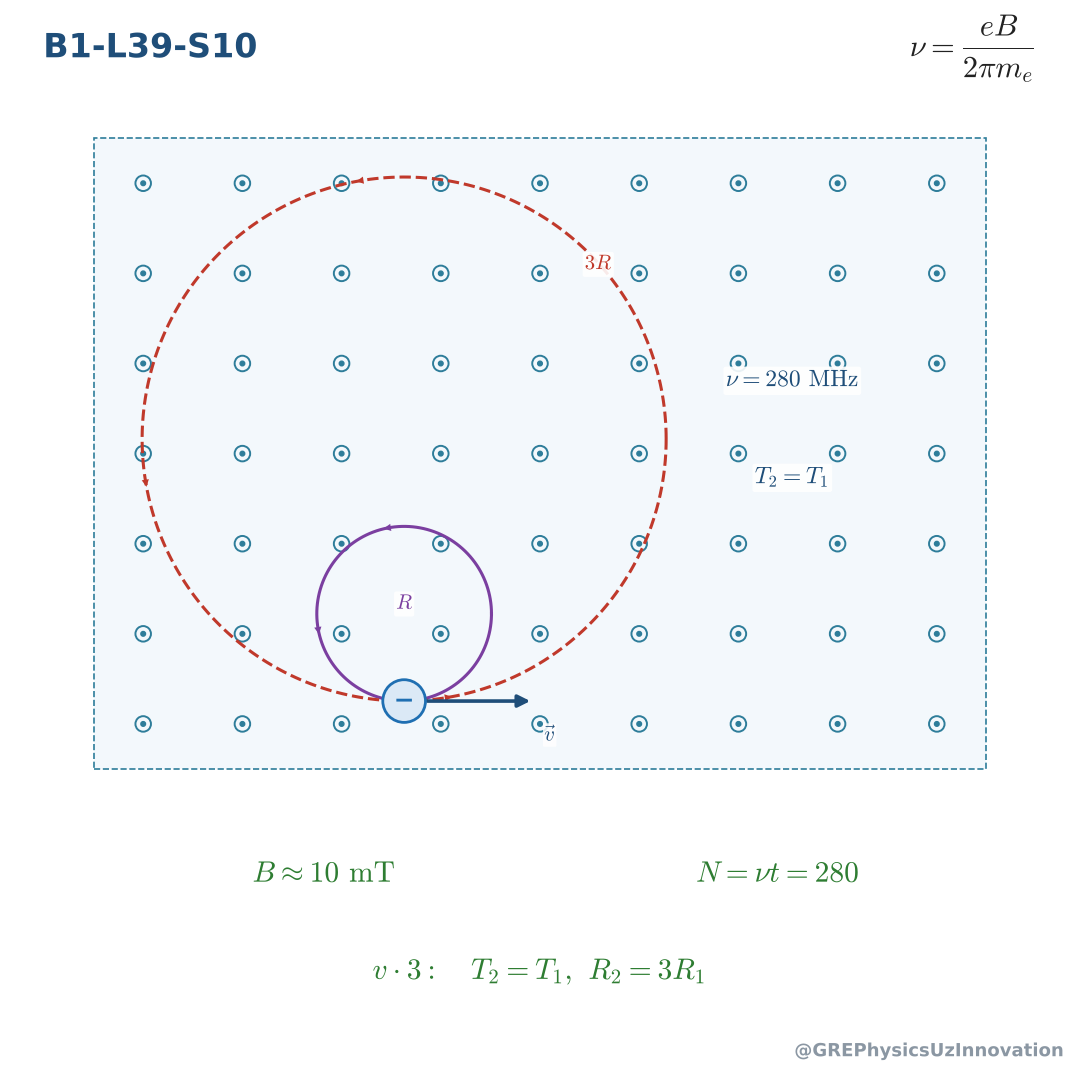 B1-L39-S10
ν = eB / 2πmₑ
3R
ν = 280 MHz
T₂ = T₁
R
−
v⃗
B ≈ 10 mT
N = νt = 280
v · 3 : T₂ = T₁, R₂ = 3R₁
@GREPhysicsUzInnovation